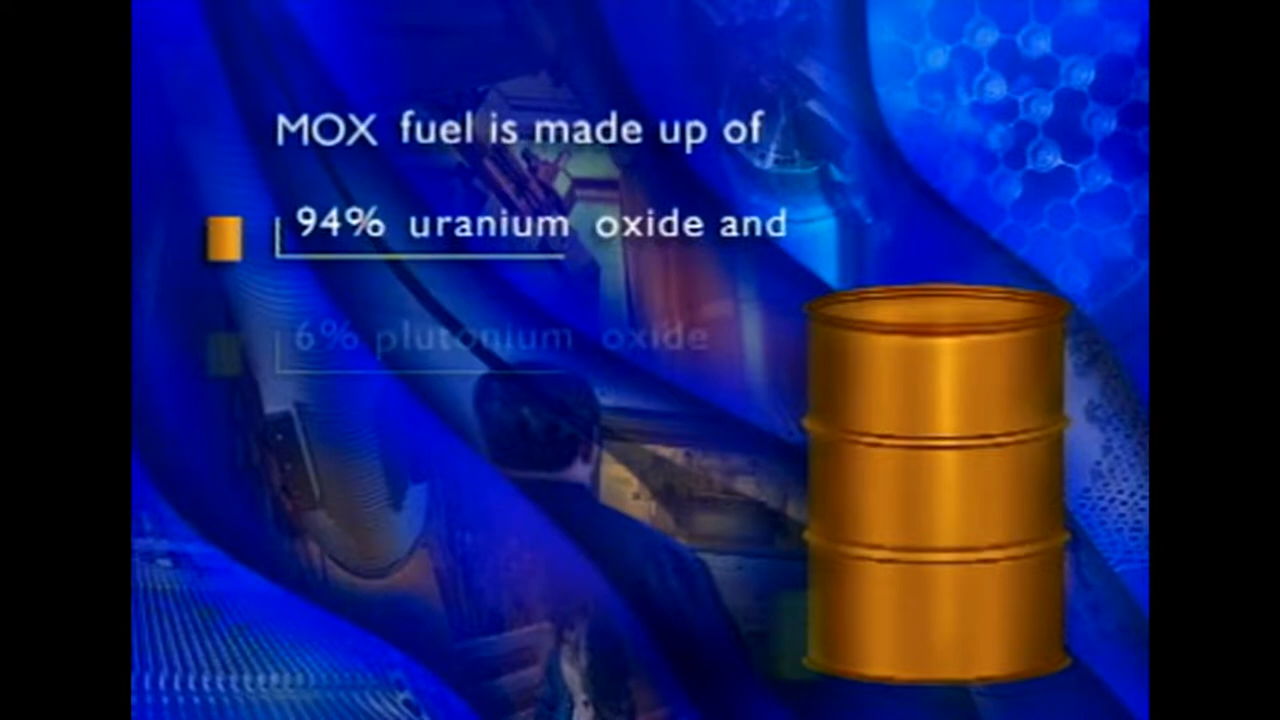 MOX fuel is made up of
94% uranium oxide and
6% plutonium oxide